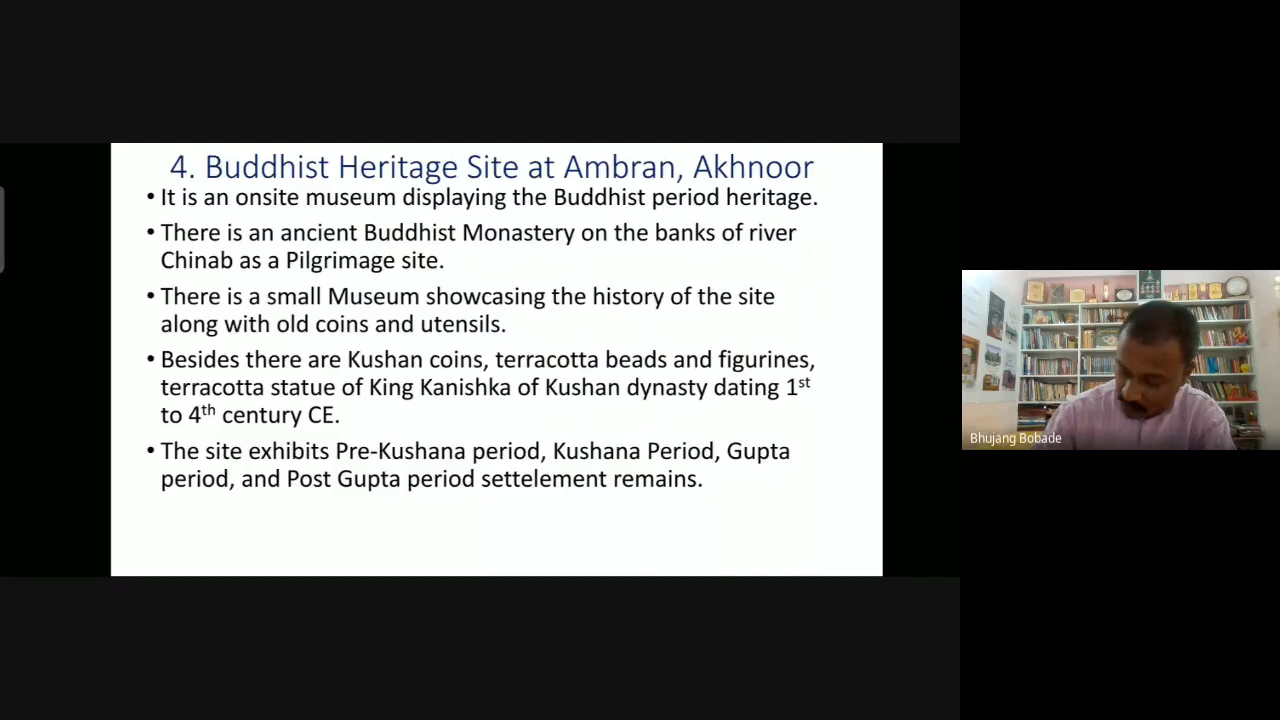 4. Buddhist Heritage Site at Ambran, Akhnoor
• It is an onsite museum displaying the Buddhist period heritage.
• There is an ancient Buddhist Monastery on the banks of river
Chinab as a Pilgrimage site.
• There is a small Museum showcasing the history of the site
along with old coins and utensils.
• Besides there are Kushan coins, terracotta beads and figurines,
terracotta statue of King Kanishka of Kushan dynasty dating 1st
to 4th century CE.
• The site exhibits Pre-Kushana period, Kushana Period, Gupta
period, and Post Gupta period settelement remains.
Bhujang Bobade